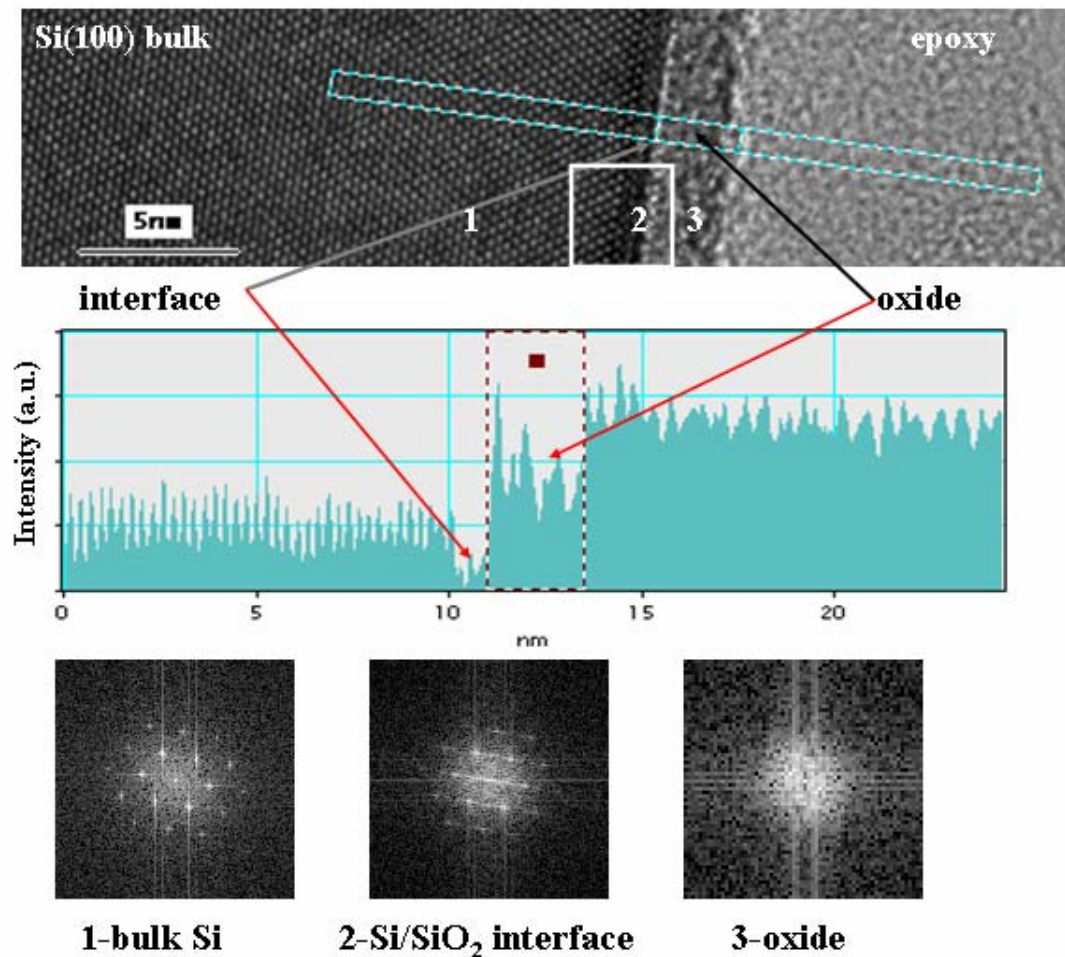 Si(100) bulk
epoxy
5nm
1
2
3
interface
oxide
Intensity (a.u.)
0
5
10
15
20
nm
1-bulk Si
2-Si/SiO₂ interface
3-oxide